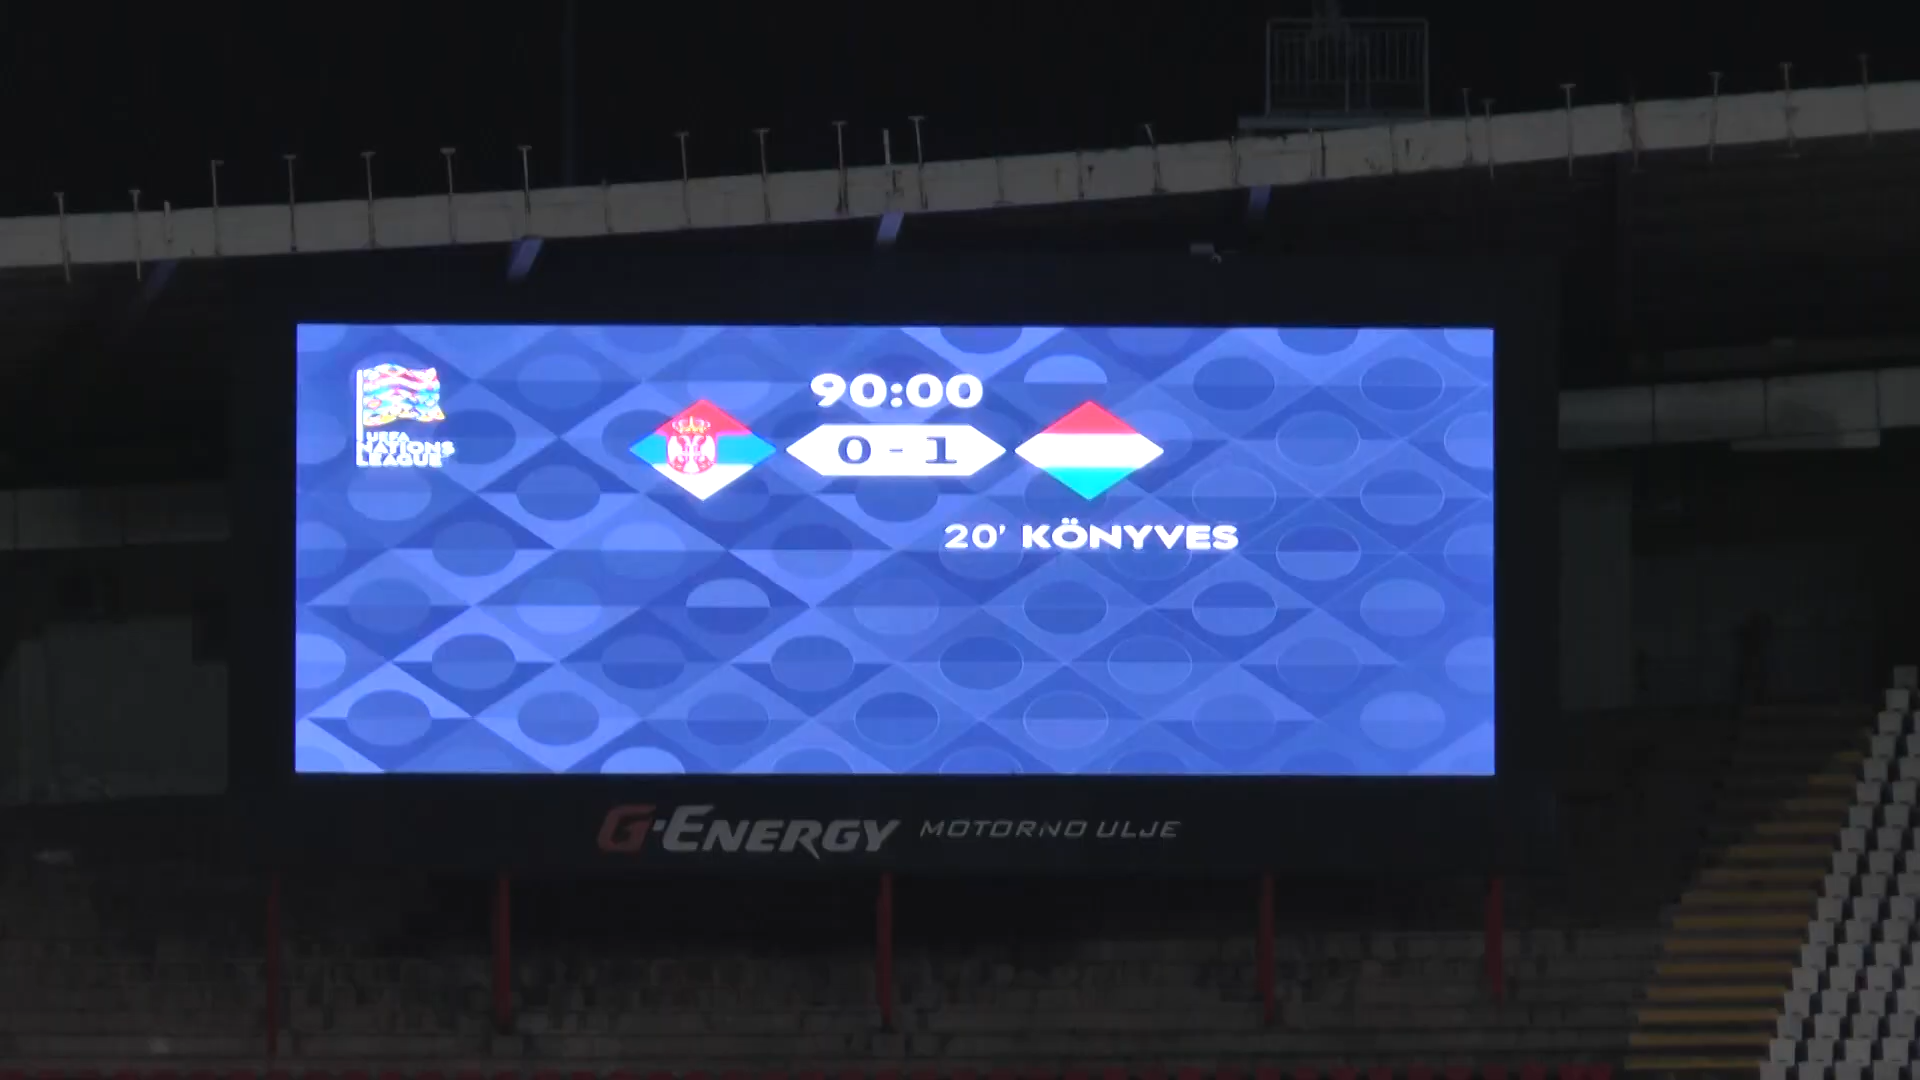 UEFA
NATIONS
LEAGUE
90:00
0 - 1
20' KÖNYVES
G-ENERGY MOTORNO ULJE